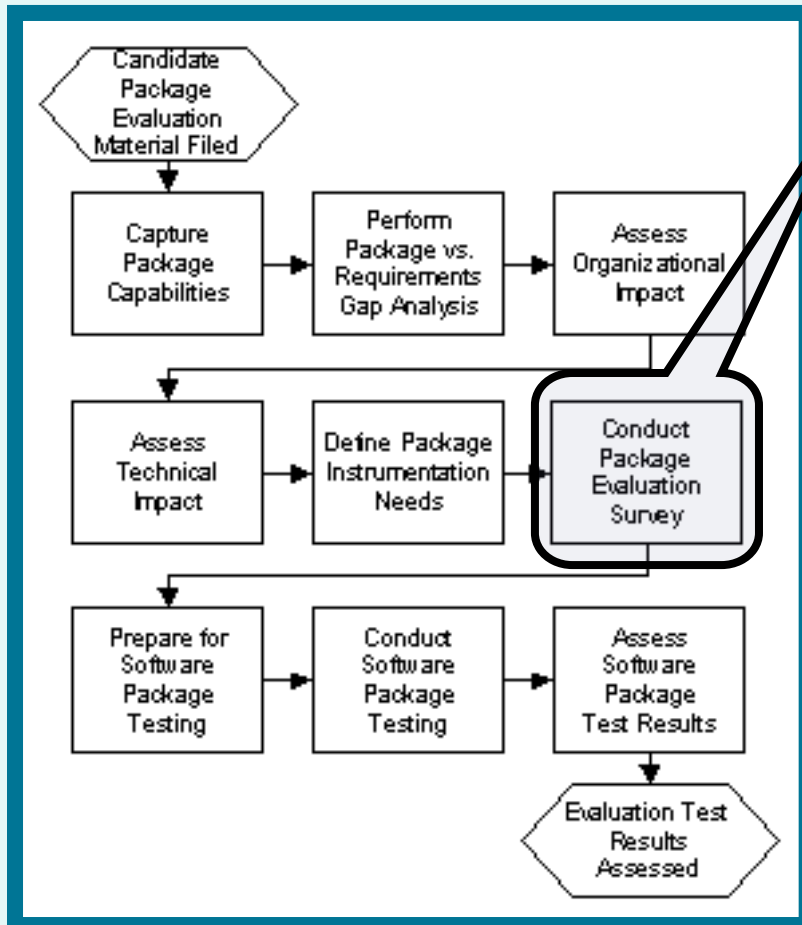 Candidate
Package
Evaluation
Material Filed
Capture
Package
Capabilities
Perform
Package vs.
Requirements
Gap Analysis
Assess
Organizational
Impact
Assess
Technical
Impact
Define Package
Instrumentation
Needs
Conduct
Package
Evaluation
Survey
Prepare for
Software
Package
Testing
Conduct
Software
Package
Testing
Assess
Software
Package
Test Results
Evaluation Test
Results
Assessed